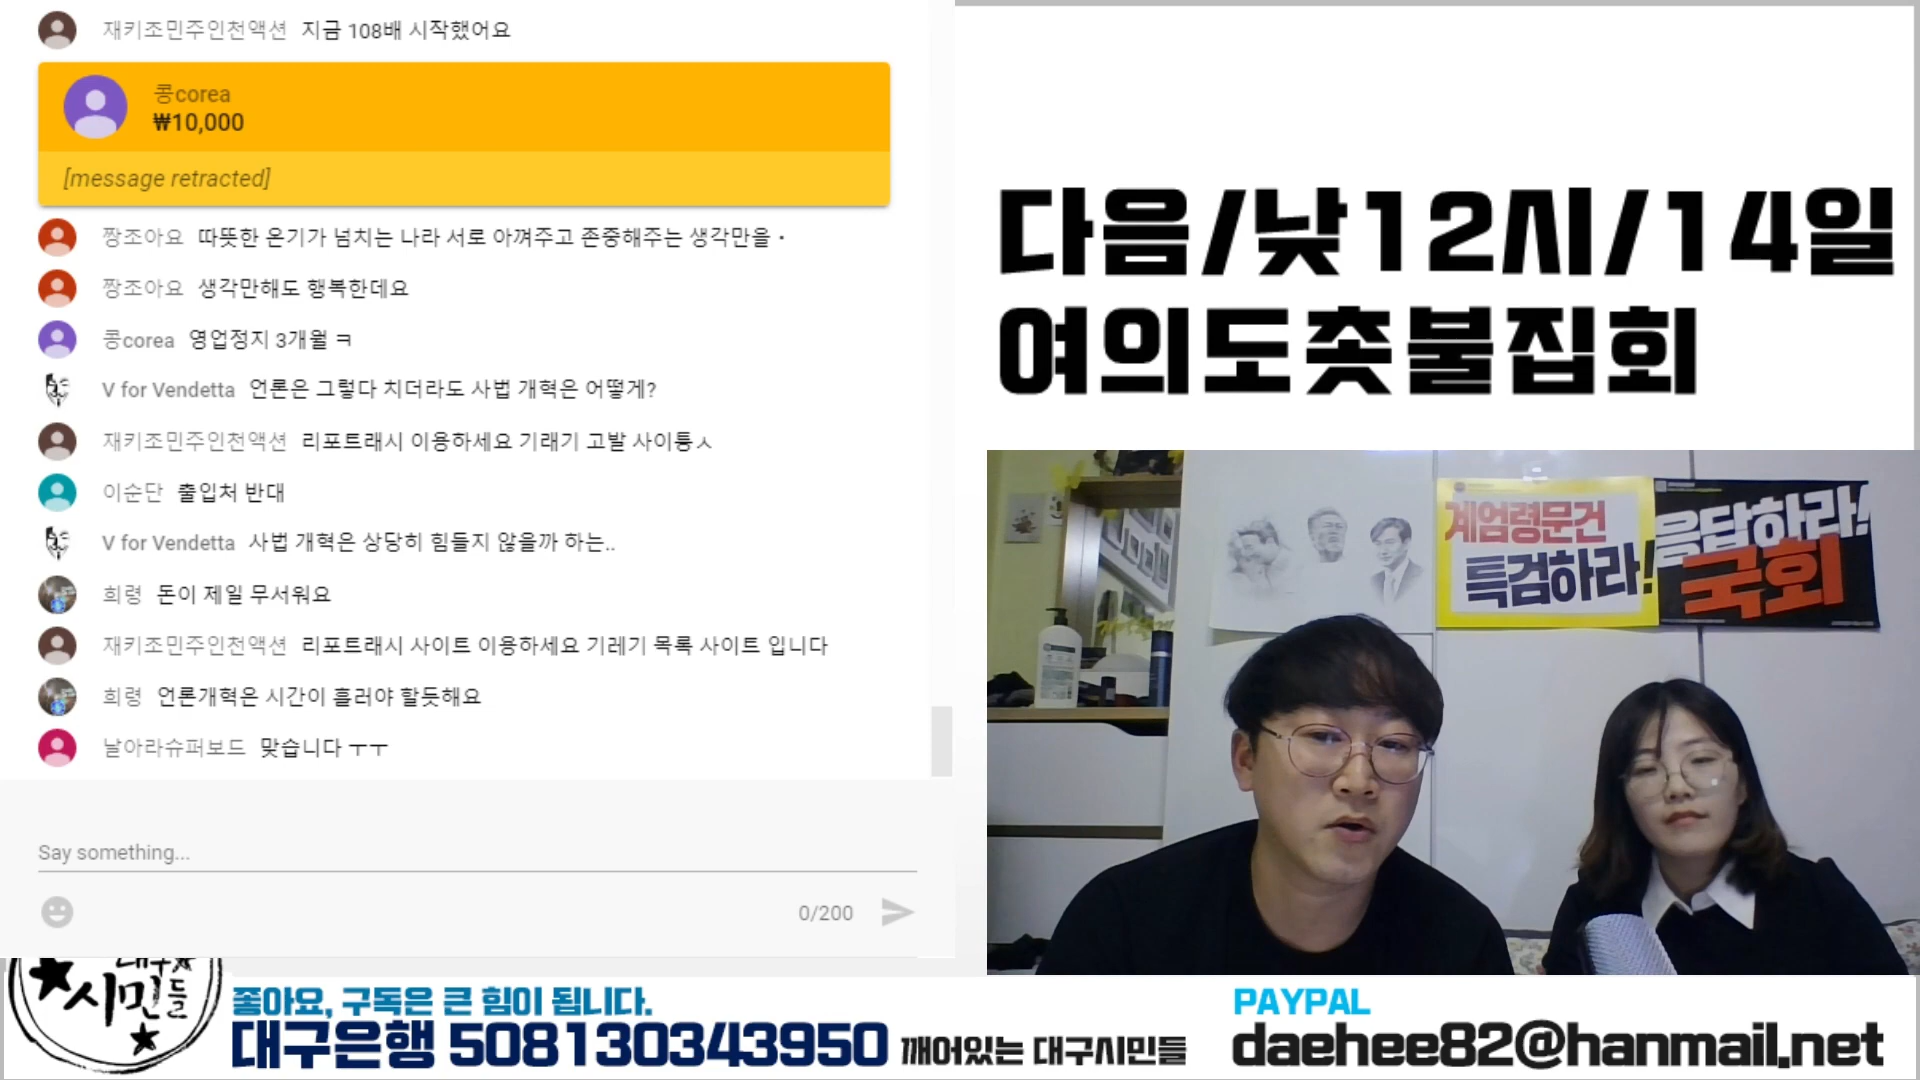 재키조민주인천액션 지금 108배 시작했어요
콩corea
₩10,000
[message retracted]
짱조아요 따뜻한 온기가 넘치는 나라 서로 아껴주고 존중해주는 생각만을·
짱조아요 생각만해도 행복한데요
콩corea 영업정지 3개월 ㅋ
V for Vendetta 언론은 그렇다 치더라도 사법 개혁은 어떻게?
재키조민주인천액션 리포트래시 이용하세요 기래기 고발 사이틍ㅅ
이순단 출입처 반대
V for Vendetta 사법 개혁은 상당히 힘들지 않을까 하는..
희령 돈이 제일 무서워요
재키조민주인천액션 리포트래시 사이트 이용하세요 기레기 목록 사이트 입니다
희령 언론개혁은 시간이 흘러야 할듯해요
날아라슈퍼보드 맞습니다 ㅜㅜ
Say something...
0/200
다음/낮12시/14일
여의도촛불집회
계엄령문건
특검하라!
응답하라!
국회
대구
시민들
좋아요, 구독은 큰 힘이 됩니다.
대구은행 508130343950 깨어있는 대구시민들
PAYPAL
daehee82@hanmail.net